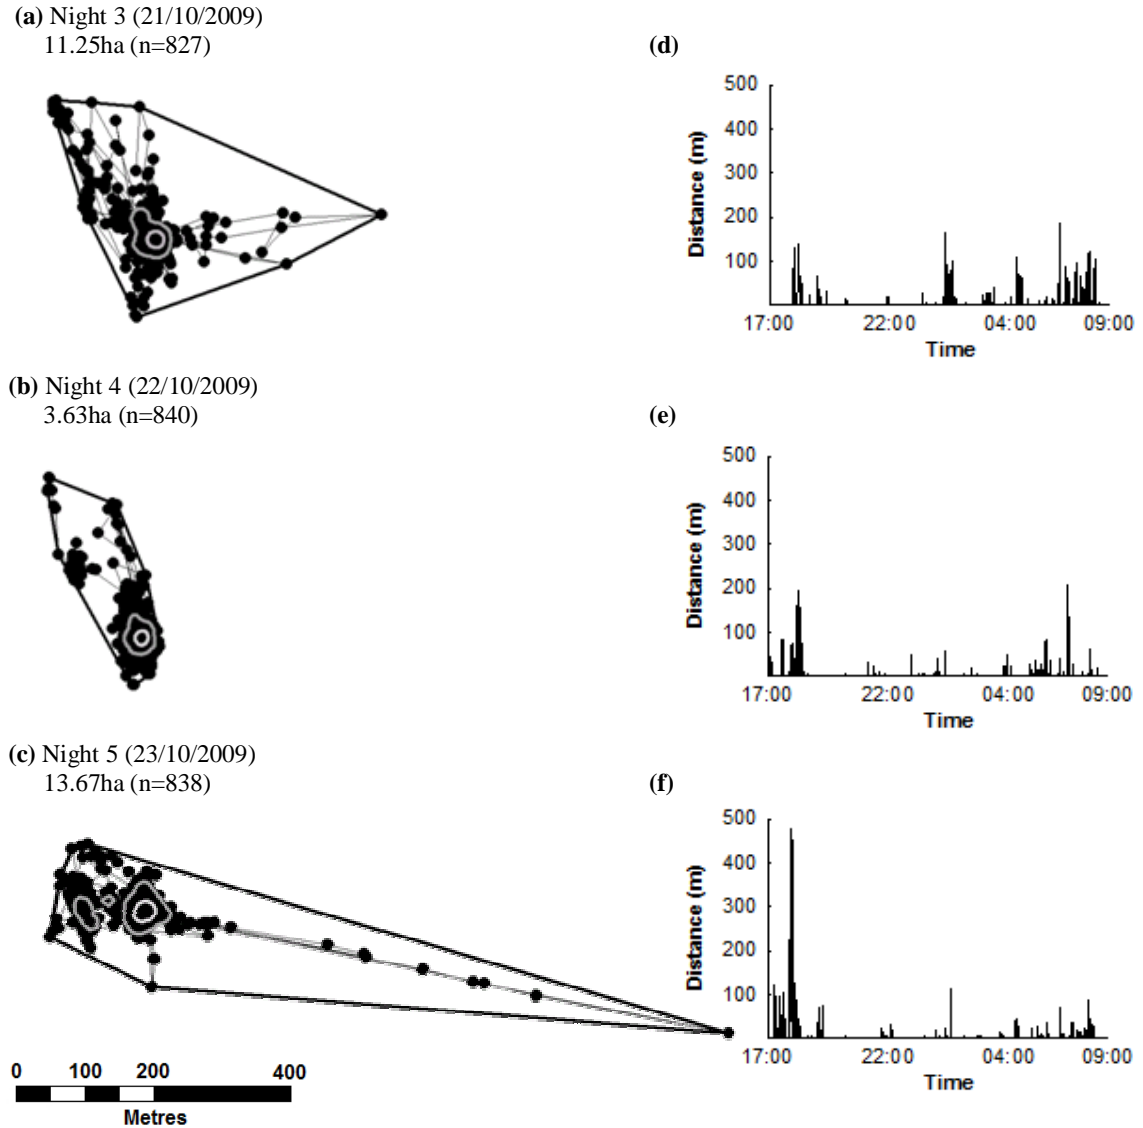 (a) Night 3 (21/10/2009)
11.25ha (n=827)
(d)
500
400
300
200
100
Distance (m)
17:00 22:00 04:00 09:00
Time
(b) Night 4 (22/10/2009)
3.63ha (n=840)
(e)
500
400
300
200
100
Distance (m)
17:00 22:00 04:00 09:00
Time
(c) Night 5 (23/10/2009)
13.67ha (n=838)
(f)
500
400
300
200
100
Distance (m)
17:00 22:00 04:00 09:00
Time
0 100 200 400
Metres